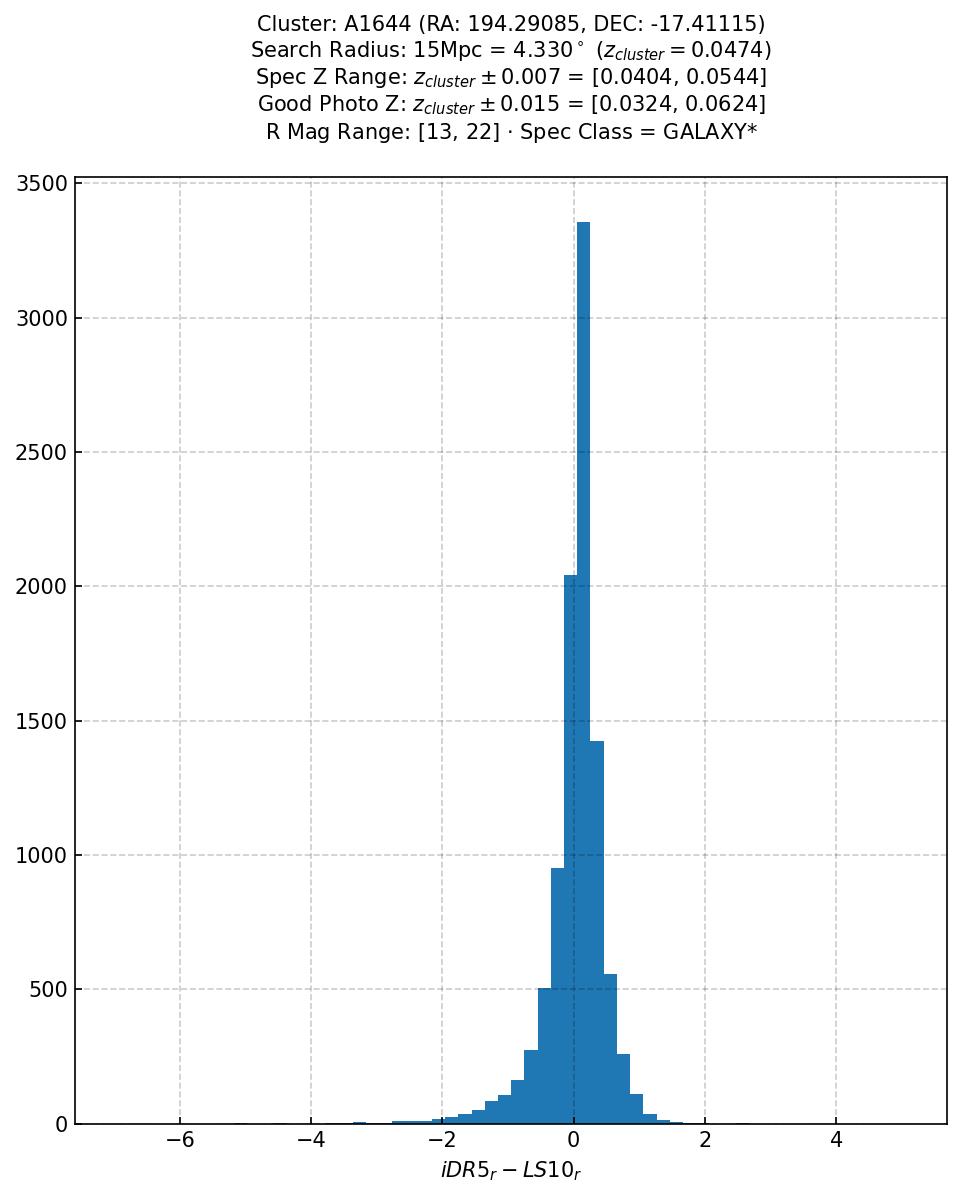 Cluster: A1644 (RA: 194.29085, DEC: -17.41115)
Search Radius: 15Mpc = 4.330° (z_cluster = 0.0474)
Spec Z Range: z_cluster ± 0.007 = [0.0404, 0.0544]
Good Photo Z: z_cluster ± 0.015 = [0.0324, 0.0624]
R Mag Range: [13, 22] · Spec Class = GALAXY*
3500
3000
2500
2000
1500
1000
500
0
−6 −4 −2 0 2 4
iDR5_r − LS10_r